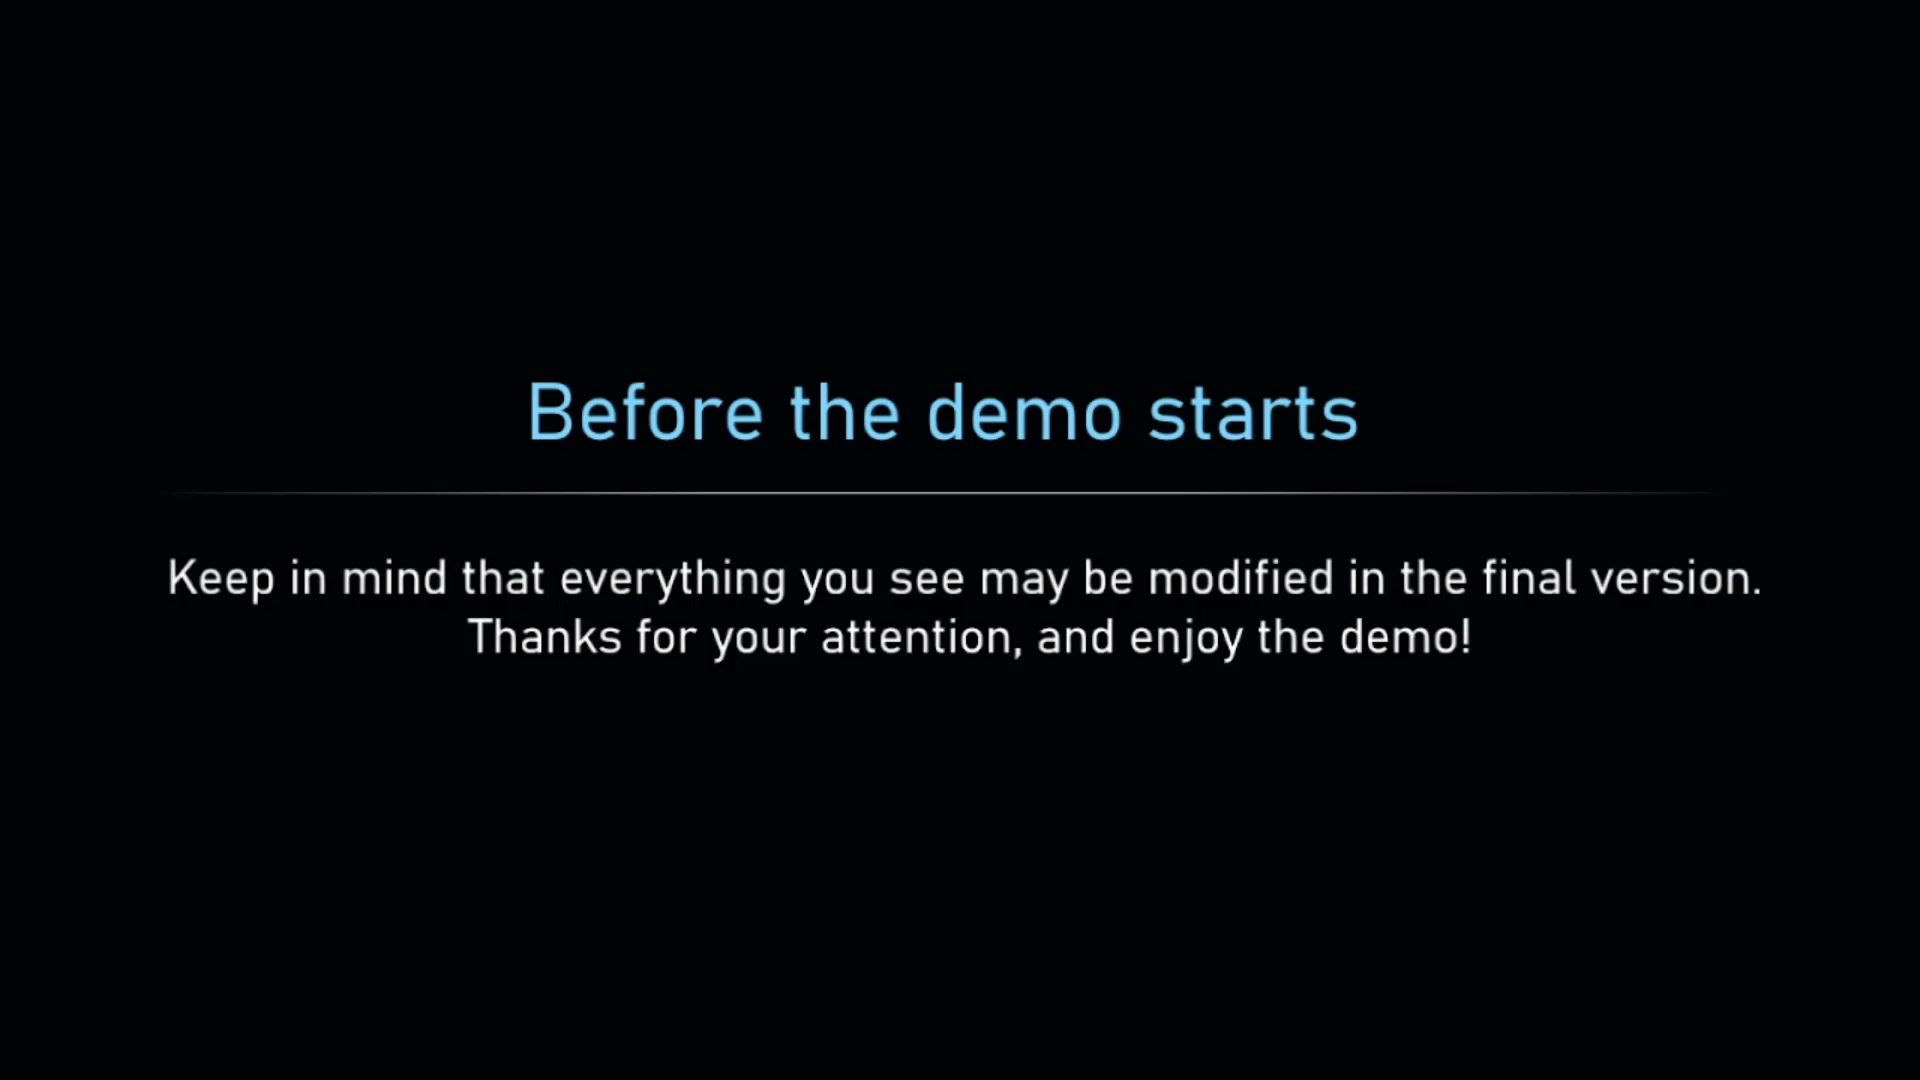 Before the demo starts
Keep in mind that everything you see may be modified in the final version.
Thanks for your attention, and enjoy the demo!